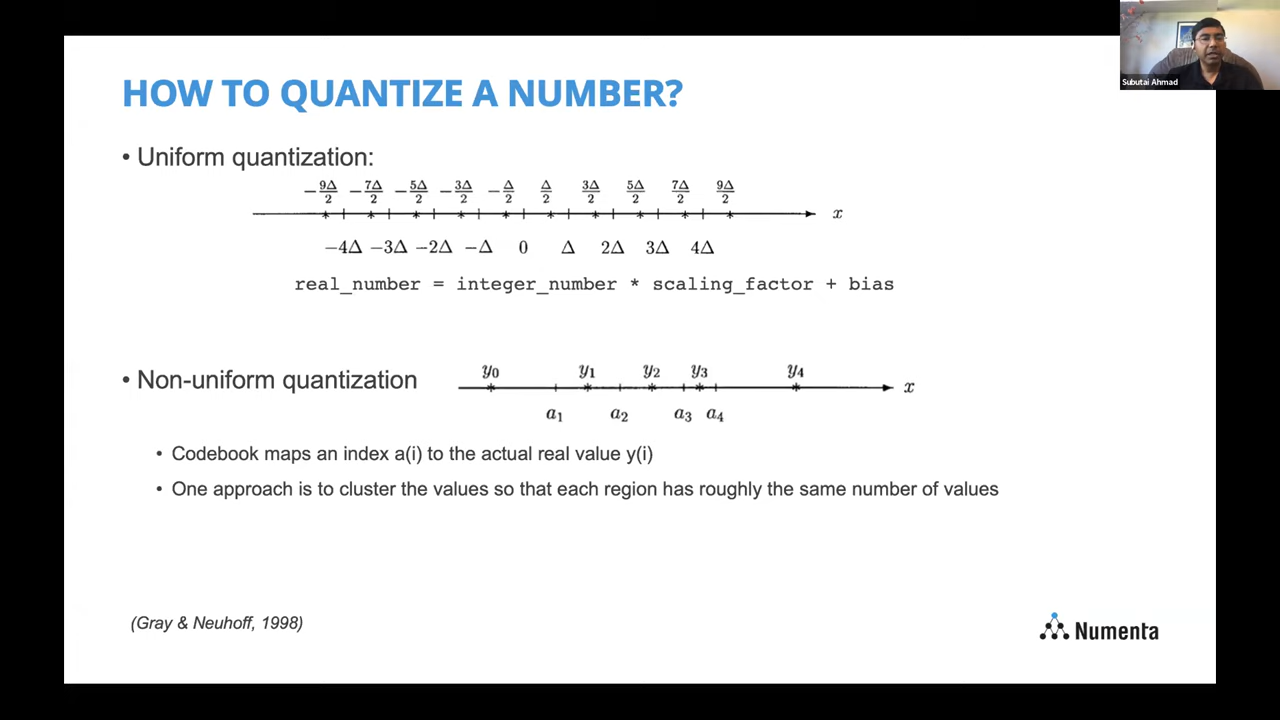 Subutai Ahmad
HOW TO QUANTIZE A NUMBER?
• Uniform quantization:
−9Δ/2 −7Δ/2 −5Δ/2 −3Δ/2 −Δ/2 Δ/2 3Δ/2 5Δ/2 7Δ/2 9Δ/2
x
−4Δ −3Δ −2Δ −Δ 0 Δ 2Δ 3Δ 4Δ
real_number = integer_number * scaling_factor + bias
• Non-uniform quantization
y0 y1 y2 y3 y4
x
a1 a2 a3 a4
• Codebook maps an index a(i) to the actual real value y(i)
• One approach is to cluster the values so that each region has roughly the same number of values
(Gray & Neuhoff, 1998)
Numenta